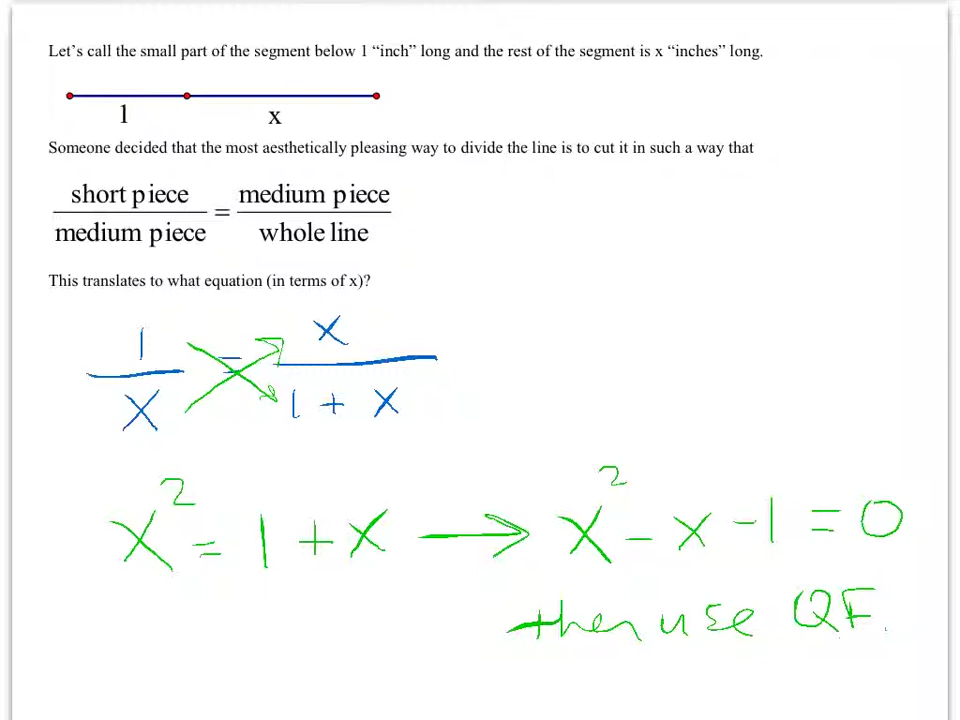 Let’s call the small part of the segment below 1 “inch” long and the rest of the segment is x “inches” long.
1 x
Someone decided that the most aesthetically pleasing way to divide the line is to cut it in such a way that
short piece / medium piece = medium piece / whole line
This translates to what equation (in terms of x)?
1 / x = x / 1 + x
x² = 1 + x → x² - x - 1 = 0
then use QF.